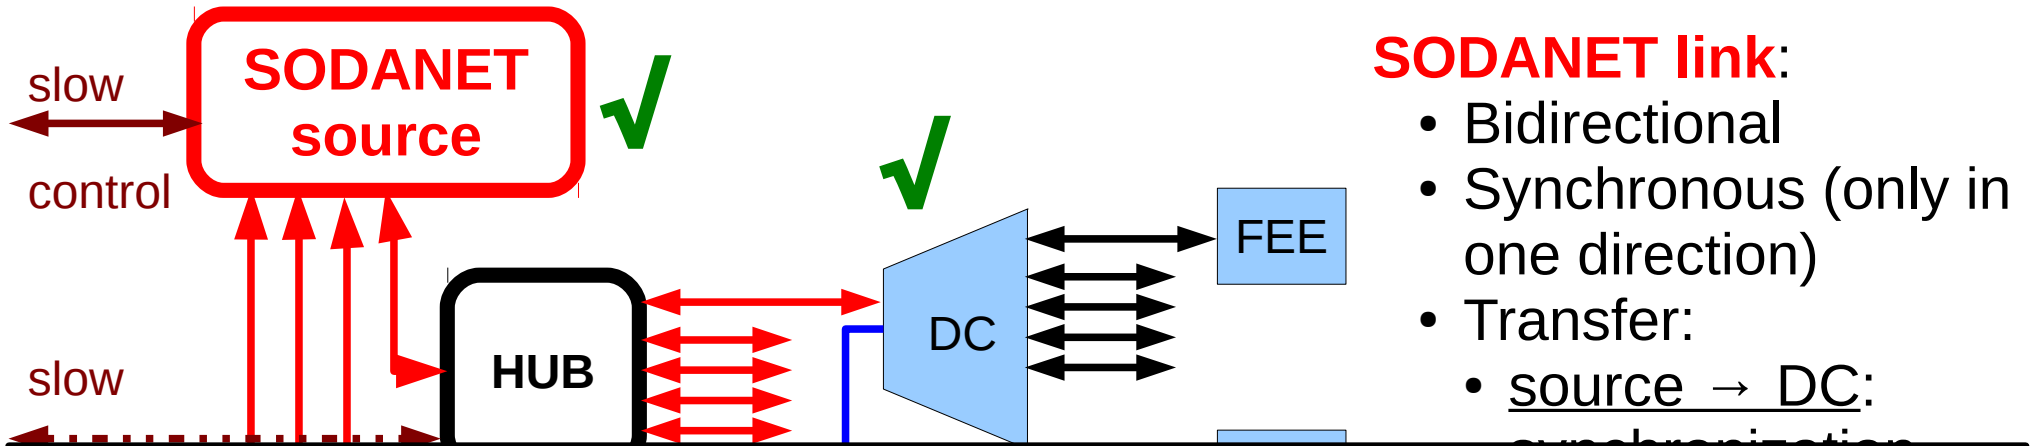 SODANET
source
slow
control
slow
HUB
DC
FEE
SODANET link:
• Bidirectional
• Synchronous (only in
one direction)
• Transfer:
• source → DC: